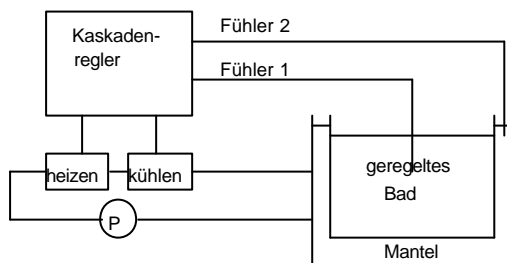 Kaskaden-
regler
Fühler 2
Fühler 1
heizen
kühlen
P
geregeltes
Bad
Mantel